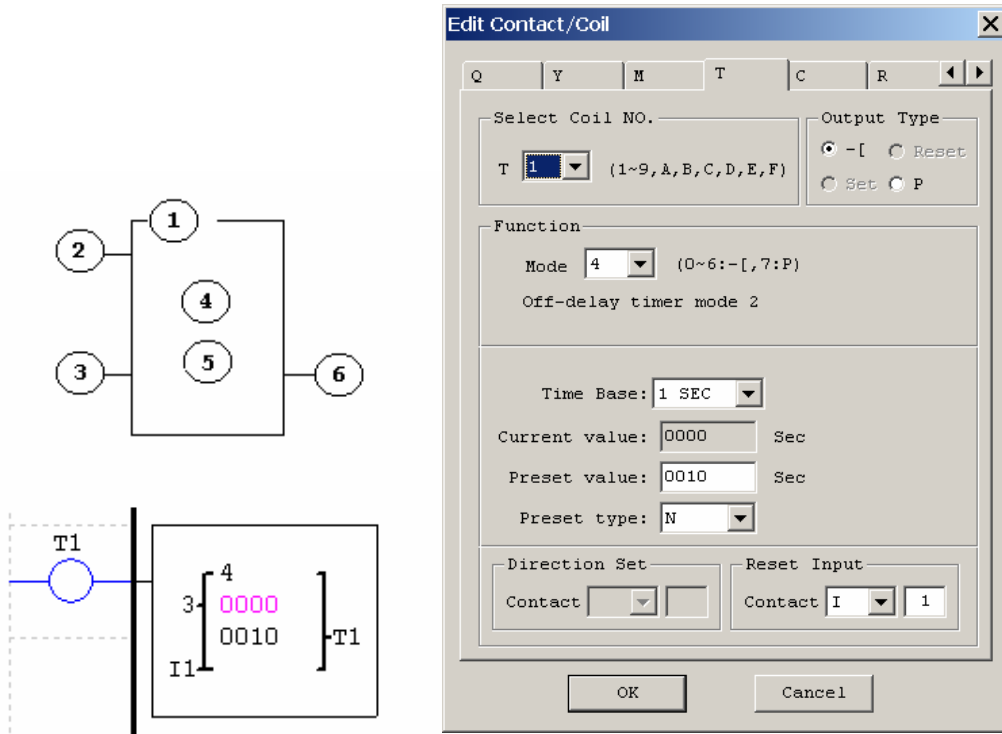 1
2
4
5
3
6
T1
4
3
0000
0010
T1
I1
Edit Contact/Coil
Q Y M T C R
Select Coil NO.
T 1 (1~9,A,B,C,D,E,F)
Output Type
-[ Reset
Set P
Function
Mode 4 (0~6:-[,7:P)
Off-delay timer mode 2
Time Base: 1 SEC
Current value: 0000 Sec
Preset value: 0010 Sec
Preset type: N
Direction Set
Contact
Reset Input
Contact I 1
OK Cancel